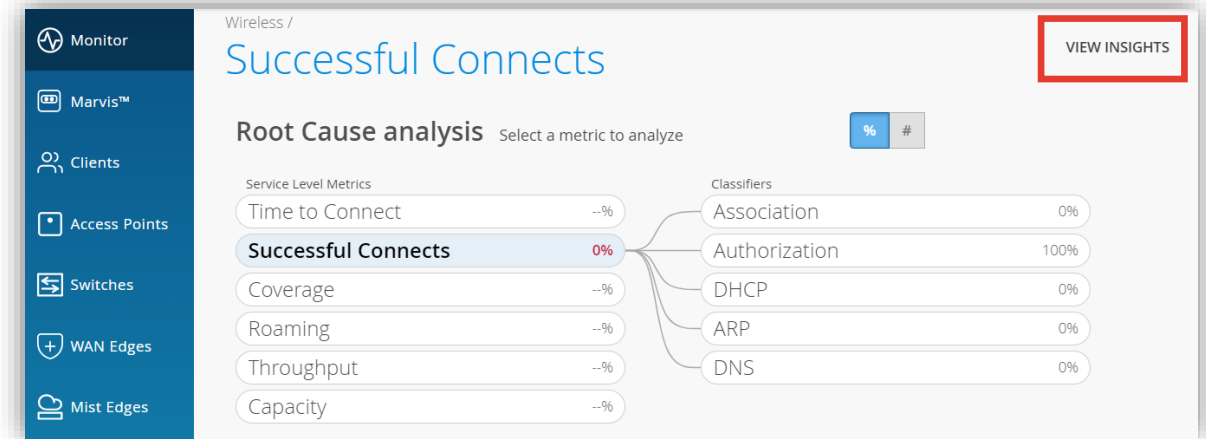 Monitor
Marvis™
Clients
Access Points
Switches
WAN Edges
Mist Edges
Wireless /
Successful Connects
VIEW INSIGHTS
Root Cause analysis Select a metric to analyze
% #
Service Level Metrics
Time to Connect --%
Successful Connects 0%
Coverage --%
Roaming --%
Throughput --%
Capacity --%
Classifiers
Association 0%
Authorization 100%
DHCP 0%
ARP 0%
DNS 0%